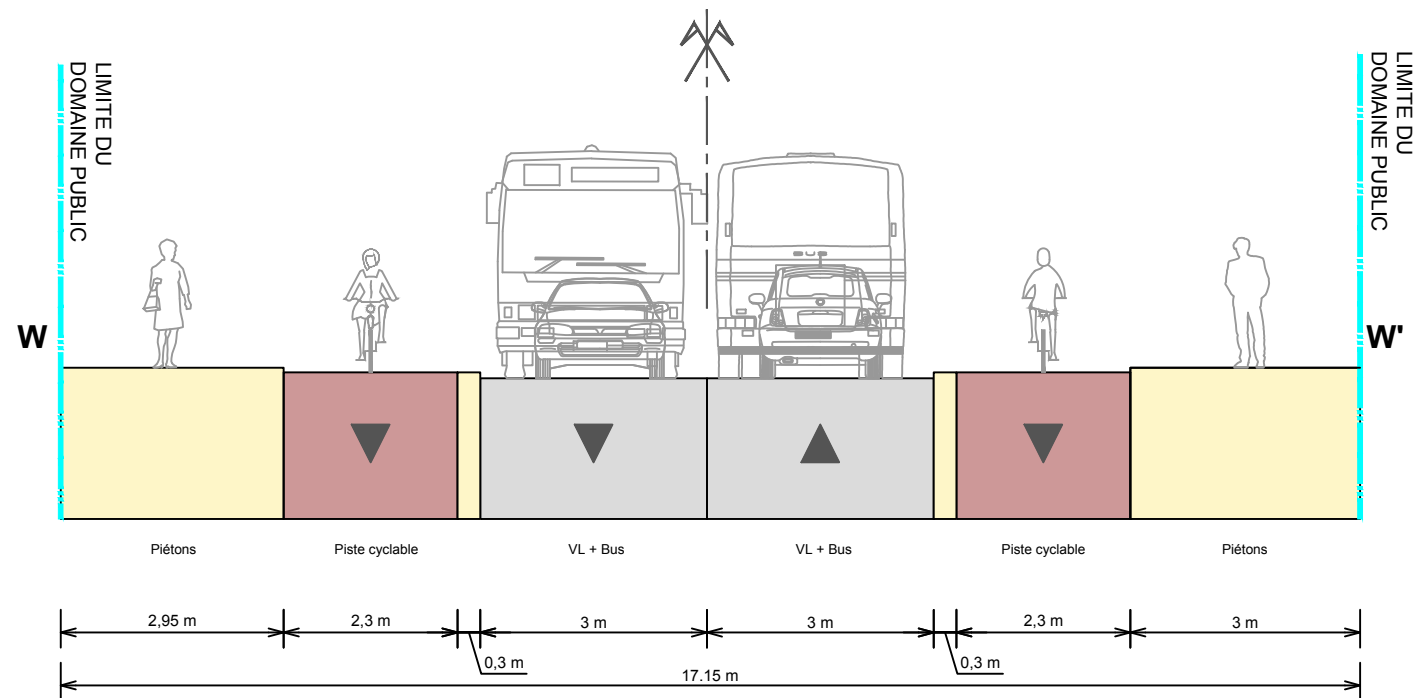 LIMITE DU
DOMAINE PUBLIC
LIMITE DU
DOMAINE PUBLIC
W
W'
Piétons
Piste cyclable
VL + Bus
VL + Bus
Piste cyclable
Piétons
2,95 m
2,3 m
3 m
3 m
2,3 m
3 m
0,3 m
0,3 m
17.15 m